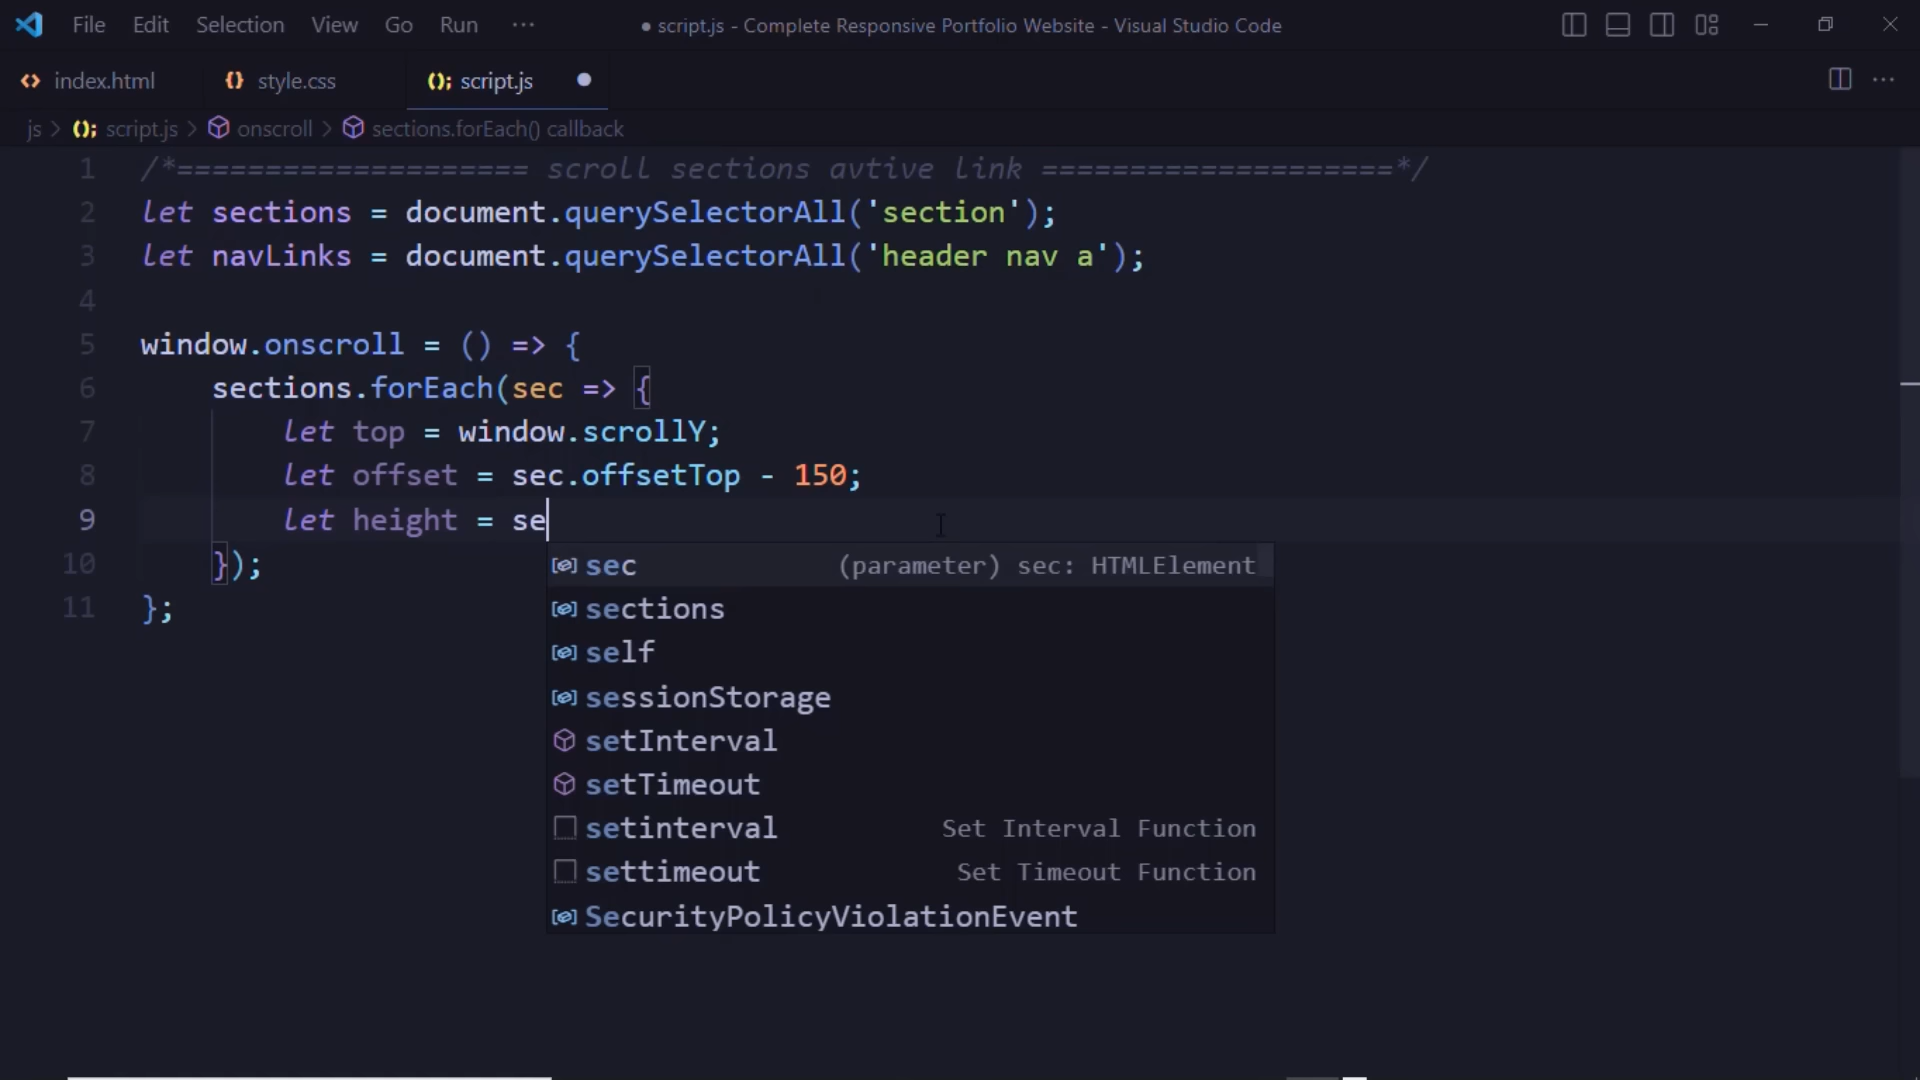 File Edit Selection View Go Run ··· ● script.js - Complete Responsive Portfolio Website - Visual Studio Code
index.html style.css script.js
js > script.js > onscroll > sections.forEach() callback
1 /*==================== scroll sections avtive link ====================*/
2 let sections = document.querySelectorAll('section');
3 let navLinks = document.querySelectorAll('header nav a');
4
5 window.onscroll = () => {
6 sections.forEach(sec => {
7 let top = window.scrollY;
8 let offset = sec.offsetTop - 150;
9 let height = se
10 });
11 };
sec (parameter) sec: HTMLElement
sections
self
sessionStorage
setInterval
setTimeout
setinterval Set Interval Function
settimeout Set Timeout Function
SecurityPolicyViolationEvent